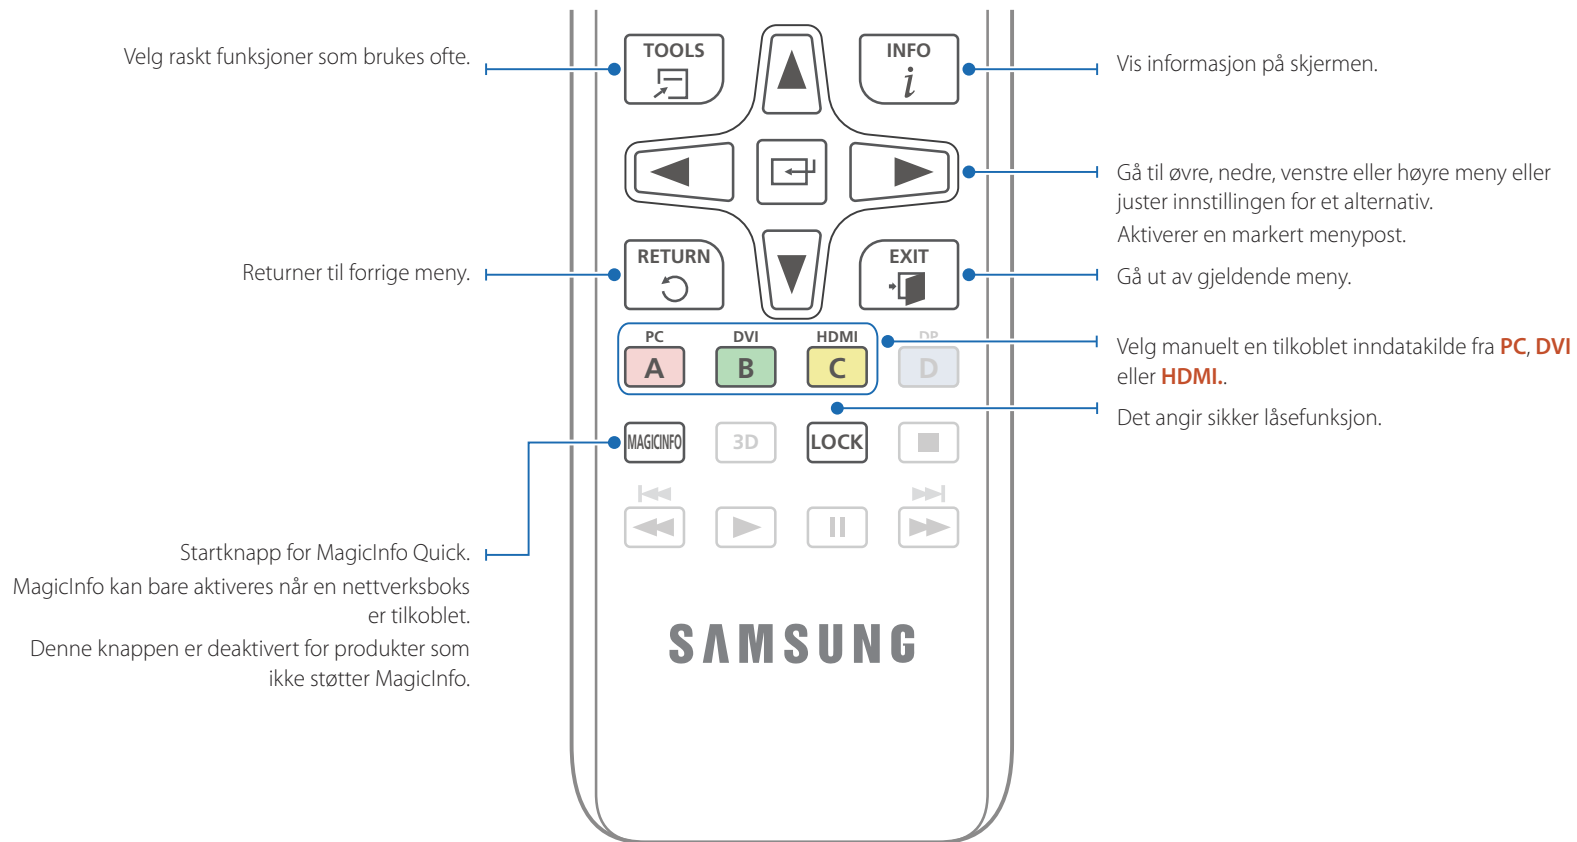 Velg raskt funksjoner som brukes ofte.
TOOLS
INFO
i
Vis informasjon på skjermen.
Gå til øvre, nedre, venstre eller høyre meny eller
juster innstillingen for et alternativ.
Aktiverer en markert menypost.
Returner til forrige meny.
RETURN
EXIT
Gå ut av gjeldende meny.
PC
DVI
HDMI
DP
A
B
C
D
Velg manuelt en tilkoblet inndatakilde fra PC, DVI
eller HDMI..
Det angir sikker låsefunksjon.
MAGICINFO
3D
LOCK
Startknapp for MagicInfo Quick.
MagicInfo kan bare aktiveres når en nettverksboks
er tilkoblet.
Denne knappen er deaktivert for produkter som
ikke støtter MagicInfo.
SAMSUNG